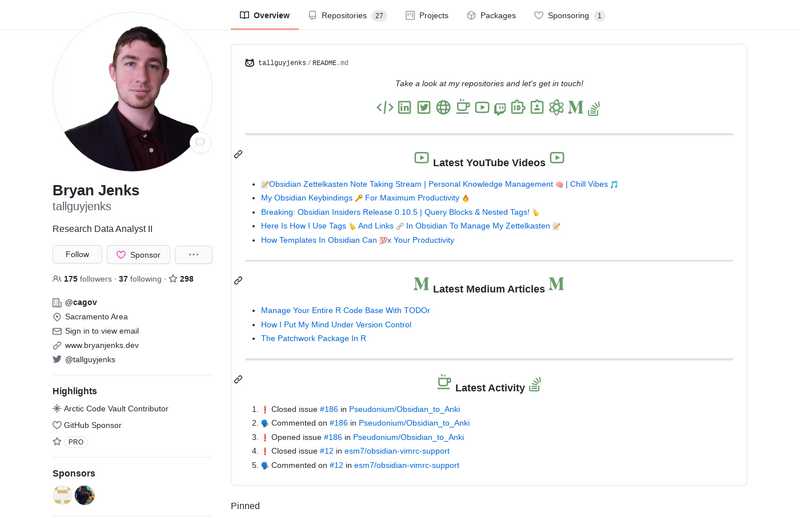 Overview
Repositories 27
Projects
Packages
Sponsoring 1
Bryan Jenks
tallguyjenks
Research Data Analyst II
Follow
Sponsor
175 followers · 37 following · 298
@cagov
Sacramento Area
Sign in to view email
www.bryanjenks.dev
@tallguyjenks
Highlights
Arctic Code Vault Contributor
GitHub Sponsor
PRO
Sponsors
tallguyjenks/README.md
Take a look at my repositories and let's get in touch!
Latest YouTube Videos
📝Obsidian Zettelkasten Note Taking Stream | Personal Knowledge Management 🧠 | Chill Vibes 🎵
My Obsidian Keybindings 🔑 For Maximum Productivity 🔥
Breaking: Obsidian Insiders Release 0.10.5 | Query Blocks & Nested Tags! 🏷️
Here Is How I Use Tags 🏷️ And Links 🔗 In Obsidian To Manage My Zettelkasten 📝
How Templates In Obsidian Can 💯x Your Productivity
M Latest Medium Articles M
Manage Your Entire R Code Base With TODOr
How I Put My Mind Under Version Control
The Patchwork Package In R
Latest Activity
1. ❗ Closed issue #186 in Pseudonium/Obsidian_to_Anki
2. 🗣 Commented on #186 in Pseudonium/Obsidian_to_Anki
3. ❗ Opened issue #186 in Pseudonium/Obsidian_to_Anki
4. ❗ Closed issue #12 in esm7/obsidian-vimrc-support
5. 🗣 Commented on #12 in esm7/obsidian-vimrc-support
Pinned